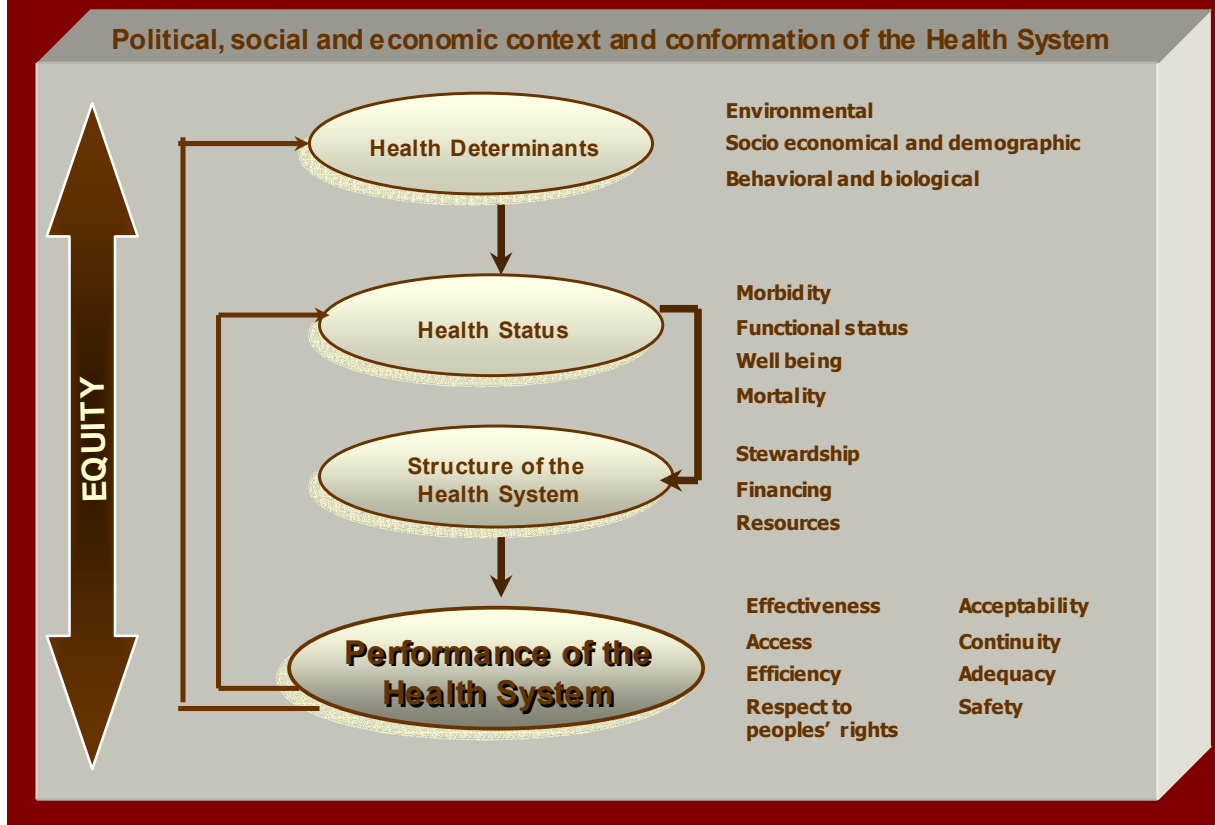 Political, social and economic context and conformation of the Health System
EQUITY
Health Determinants
Environmental
Socio economical and demographic
Behavioral and biological
Health Status
Morbidity
Functional status
Well being
Mortality
Structure of the
Health System
Stewardship
Financing
Resources
Performance of the
Health System
Effectiveness
Access
Efficiency
Respect to
peoples’ rights
Acceptability
Continuity
Adequacy
Safety